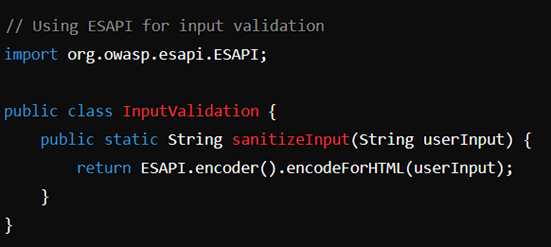 // Using ESAPI for input validation
import org.owasp.esapi.ESAPI;
public class InputValidation {
public static String sanitizeInput(String userInput) {
return ESAPI.encoder().encodeForHTML(userInput);
}
}